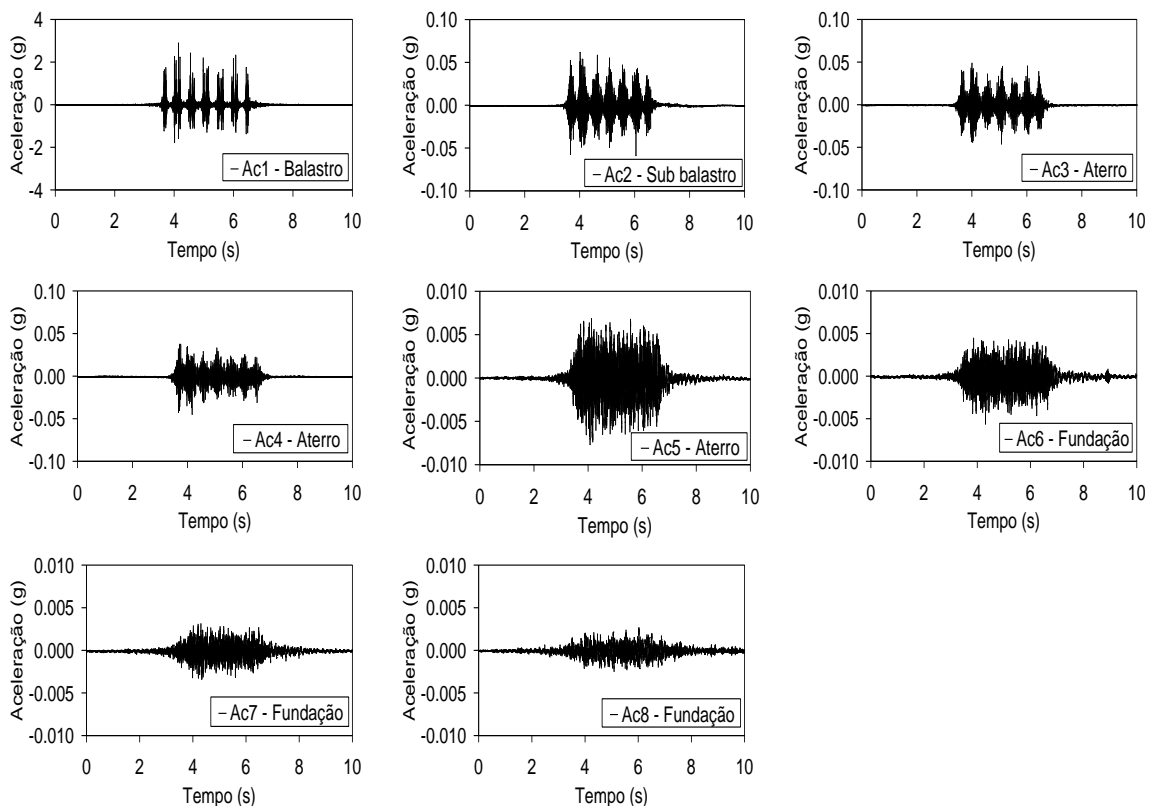 Aceleração (g)
4
2
0
-2
-4
0 2 4 6 8 10
Tempo (s)
Ac1 - Balastro
Aceleração (g)
0.10
0.05
0.00
-0.05
-0.10
0 2 4 6 8 10
Tempo (s)
Ac2 - Sub balastro
Aceleração (g)
0.10
0.05
0.00
-0.05
-0.10
0 2 4 6 8 10
Tempo (s)
Ac3 - Aterro
Aceleração (g)
0.10
0.05
0.00
-0.05
-0.10
0 2 4 6 8 10
Tempo (s)
Ac4 - Aterro
Aceleração (g)
0.010
0.005
0.000
-0.005
-0.010
0 2 4 6 8 10
Tempo (s)
Ac5 - Aterro
Aceleração (g)
0.010
0.005
0.000
-0.005
-0.010
0 2 4 6 8 10
Tempo (s)
Ac6 - Fundação
Aceleração (g)
0.010
0.005
0.000
-0.005
-0.010
0 2 4 6 8 10
Tempo (s)
Ac7 - Fundação
Aceleração (g)
0.010
0.005
0.000
-0.005
-0.010
0 2 4 6 8 10
Tempo (s)
Ac8 - Fundação